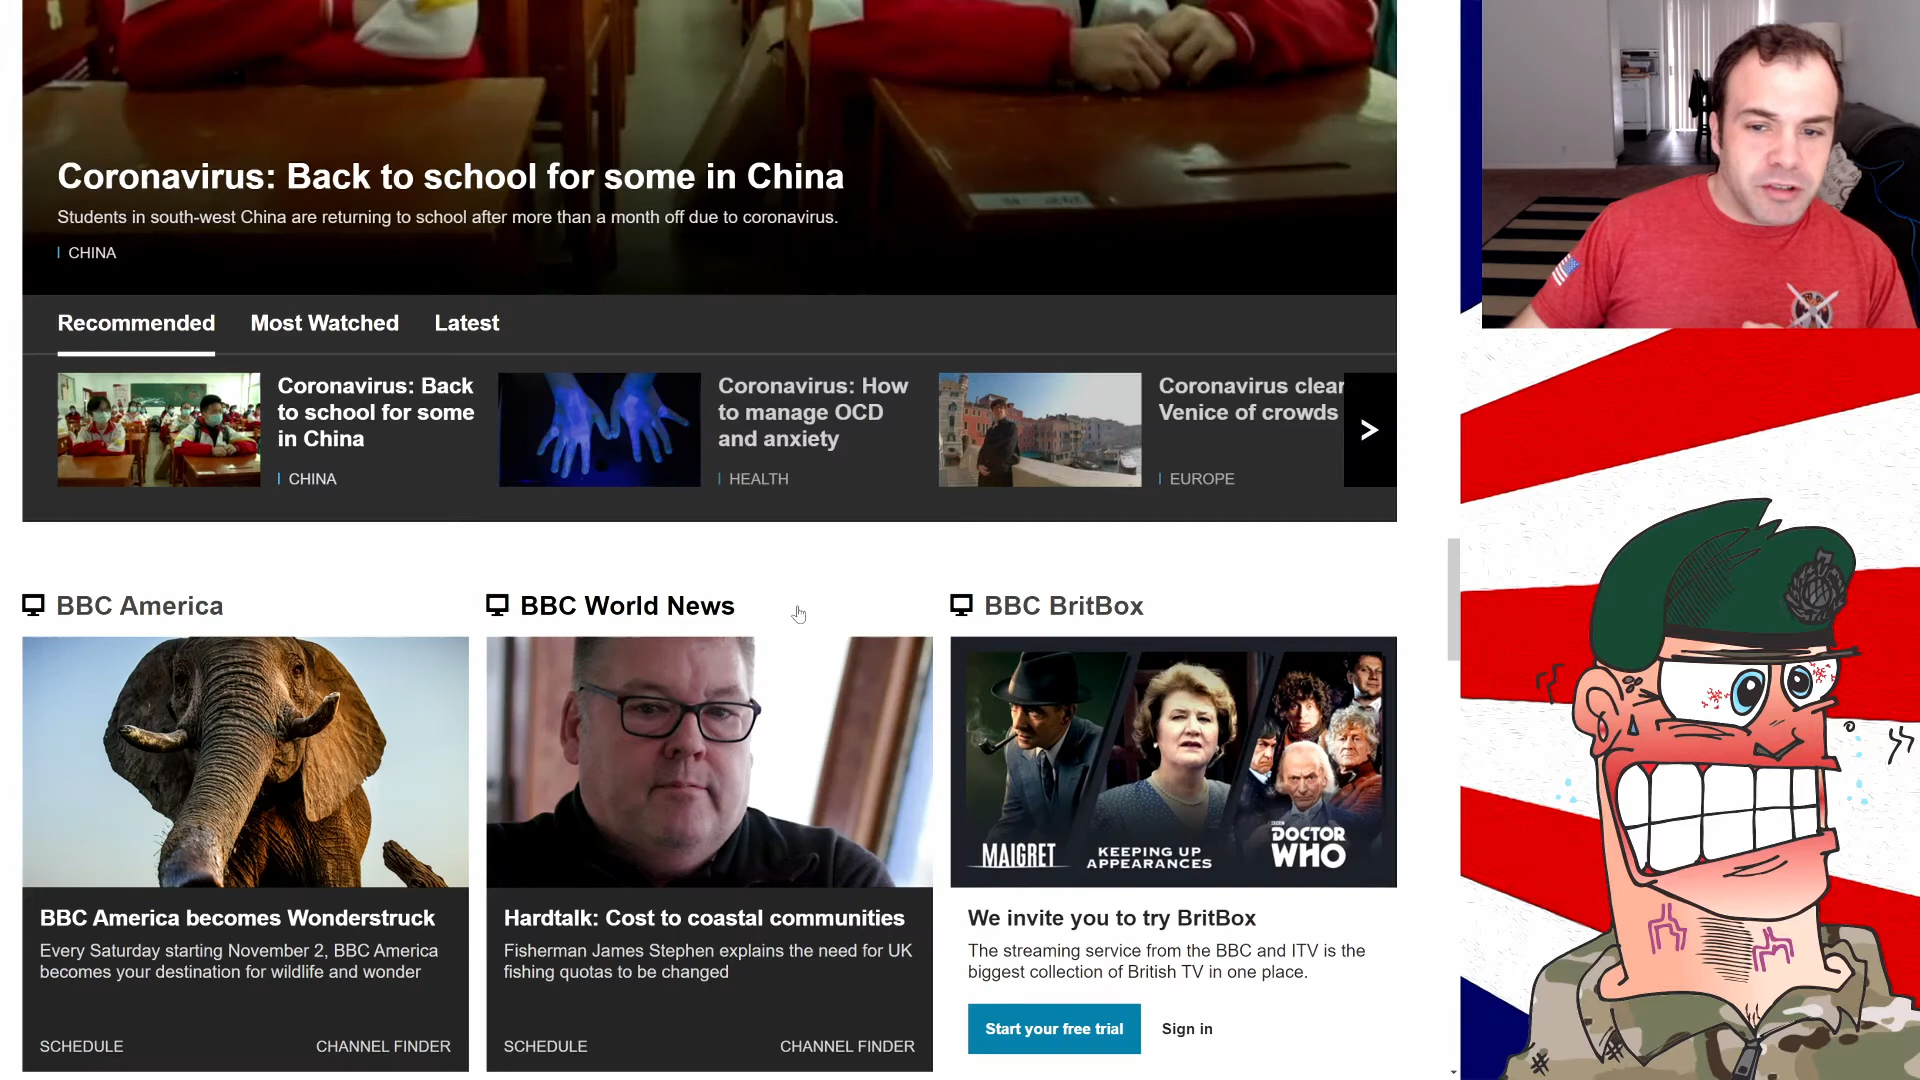 Coronavirus: Back to school for some in China
Students in south-west China are returning to school after more than a month off due to coronavirus.
CHINA
Recommended
Most Watched
Latest
Coronavirus: Back
to school for some
in China
CHINA
Coronavirus: How
to manage OCD
and anxiety
HEALTH
Coronavirus clear
Venice of crowds
EUROPE
BBC America
BBC World News
BBC BritBox
BBC America becomes Wonderstruck
Every Saturday starting November 2, BBC America
becomes your destination for wildlife and wonder
SCHEDULE
CHANNEL FINDER
Hardtalk: Cost to coastal communities
Fisherman James Stephen explains the need for UK
fishing quotas to be changed
SCHEDULE
CHANNEL FINDER
MAIGRET
KEEPING UP
APPEARANCES
BBC
DOCTOR
WHO
We invite you to try BritBox
The streaming service from the BBC and ITV is the
biggest collection of British TV in one place.
Start your free trial
Sign in